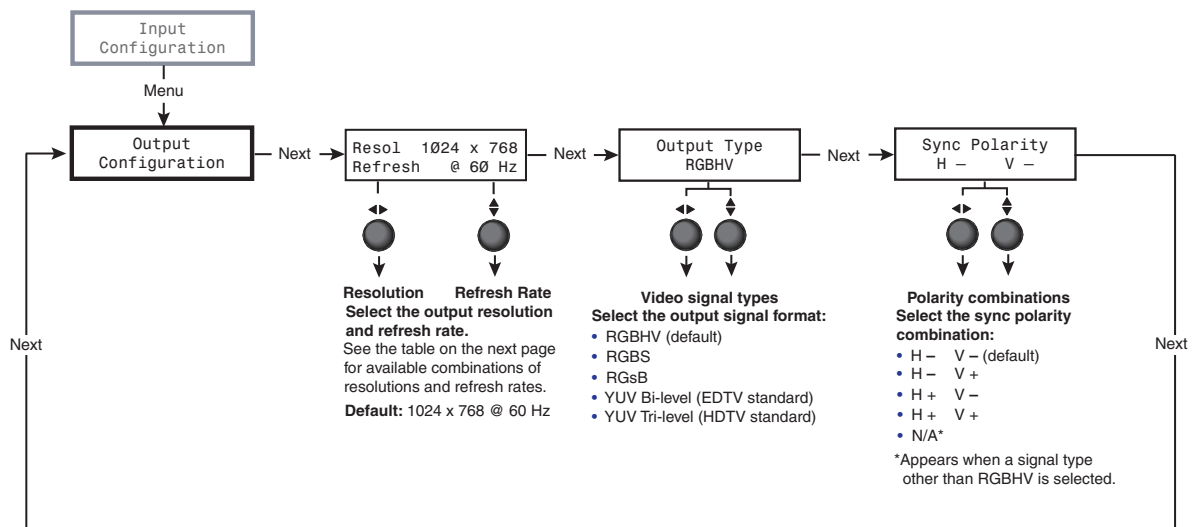 Input
Configuration
Menu
Output
Configuration
Next
Resol 1Ø24 x 768
Refresh @ 6Ø Hz
Next
Output Type
RGBHV
Next
Sync Polarity
H – V –
Resolution Refresh Rate
Select the output resolution
and refresh rate.
See the table on the next page
for available combinations of
resolutions and refresh rates.
Default: 1024 x 768 @ 60 Hz
Video signal types
Select the output signal format:
• RGBHV (default)
• RGBS
• RGsB
• YUV Bi-level (EDTV standard)
• YUV Tri-level (HDTV standard)
Polarity combinations
Select the sync polarity
combination:
• H – V – (default)
• H – V +
• H + V –
• H + V +
• N/A*
*Appears when a signal type
other than RGBHV is selected.
Next
Next